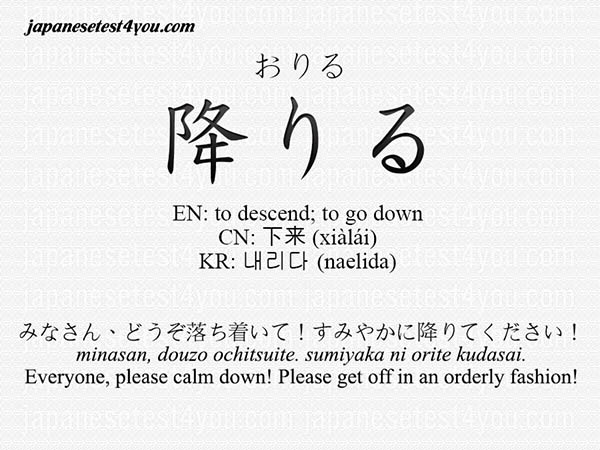 japanesetest4you.com
おりる
降りる
EN: to descend; to go down
CN: 下来 (xiàlái)
KR: 내리다 (naelida)
みなさん、どうぞ落ち着いて！すみやかに降りてください！
minasan, douzo ochitsuite. sumiyaka ni orite kudasai.
Everyone, please calm down! Please get off in an orderly fashion!